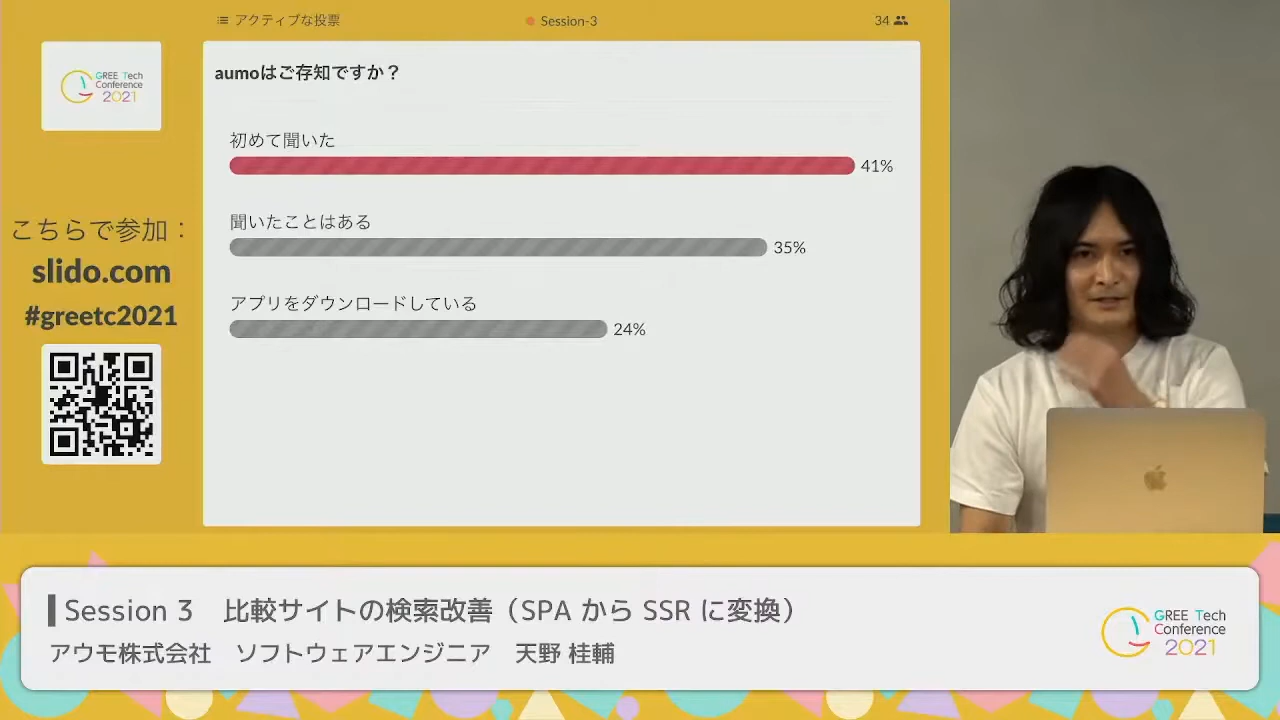 アクティブな投票
Session-3
34
GREE Tech
Conference
2021
aumoはご存知ですか？
初めて聞いた
41%
聞いたことはある
35%
アプリをダウンロードしている
24%
こちらで参加：
slido.com
#greetc2021
Session 3 比較サイトの検索改善（SPA から SSR に変換）
アウモ株式会社 ソフトウェアエンジニア 天野 桂輔
GREE Tech
Conference
2021